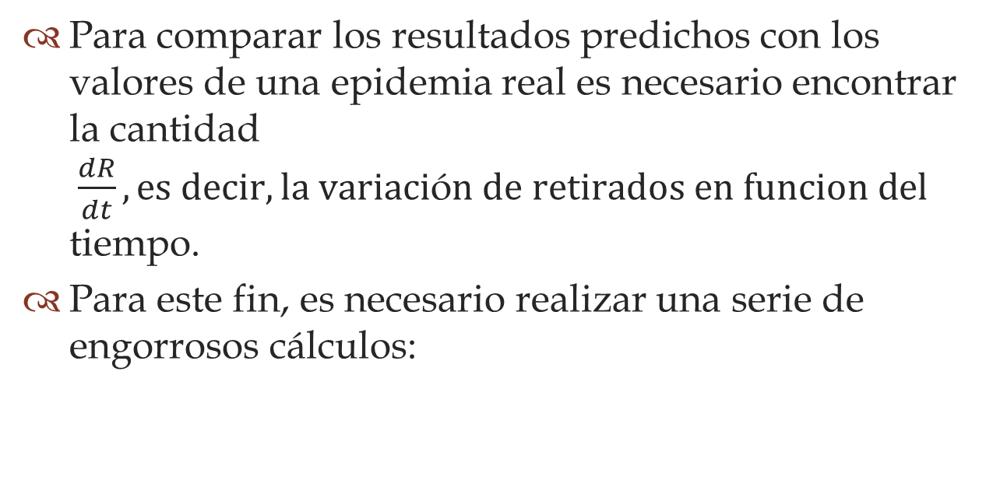 Para comparar los resultados predichos con los
valores de una epidemia real es necesario encontrar
la cantidad
dR/dt, es decir, la variación de retirados en funcion del
tiempo.
Para este fin, es necesario realizar una serie de
engorrosos cálculos: